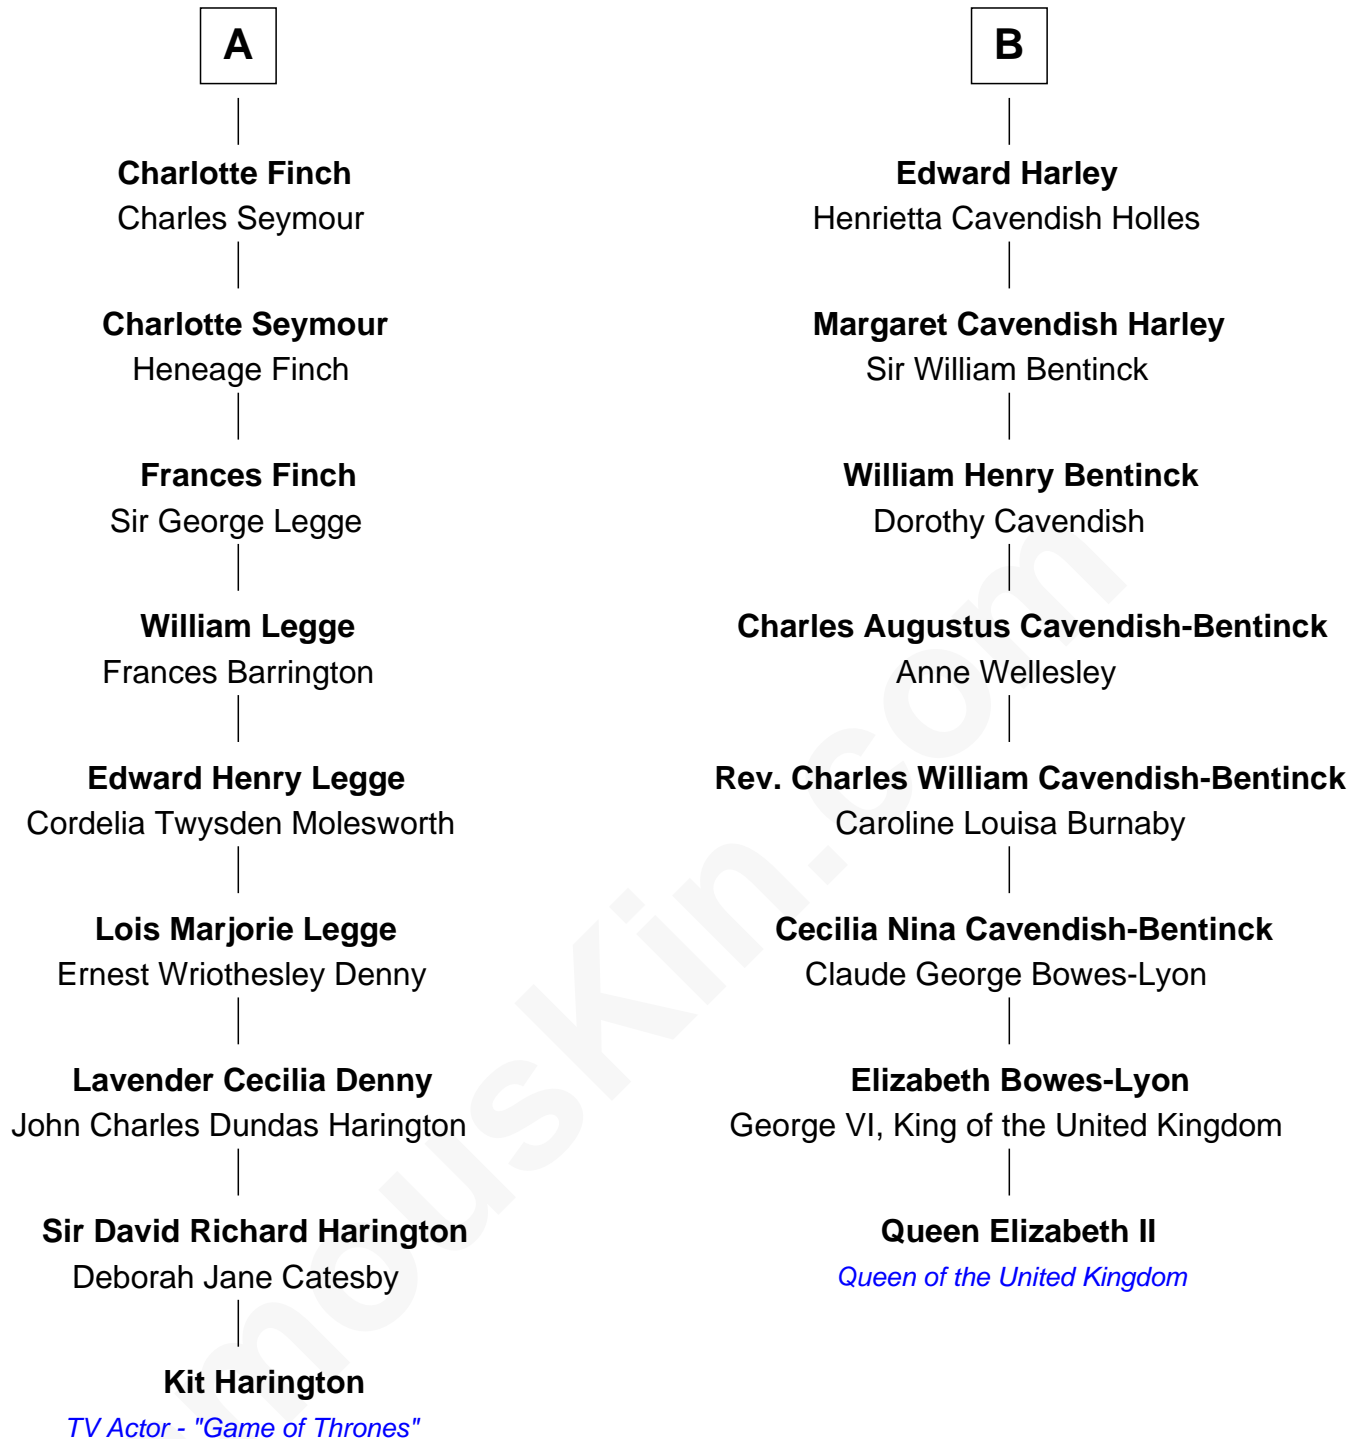 A
Charlotte Finch
Charles Seymour
Charlotte Seymour
Heneage Finch
Frances Finch
Sir George Legge
William Legge
Frances Barrington
Edward Henry Legge
Cordelia Twysden Molesworth
Lois Marjorie Legge
Ernest Wriothesley Denny
Lavender Cecilia Denny
John Charles Dundas Harington
Sir David Richard Harington
Deborah Jane Catesby
Kit Harington
TV Actor - "Game of Thrones"
B
Edward Harley
Henrietta Cavendish Holles
Margaret Cavendish Harley
Sir William Bentinck
William Henry Bentinck
Dorothy Cavendish
Charles Augustus Cavendish-Bentinck
Anne Wellesley
Rev. Charles William Cavendish-Bentinck
Caroline Louisa Burnaby
Cecilia Nina Cavendish-Bentinck
Claude George Bowes-Lyon
Elizabeth Bowes-Lyon
George VI, King of the United Kingdom
Queen Elizabeth II
Queen of the United Kingdom
mouskin.com